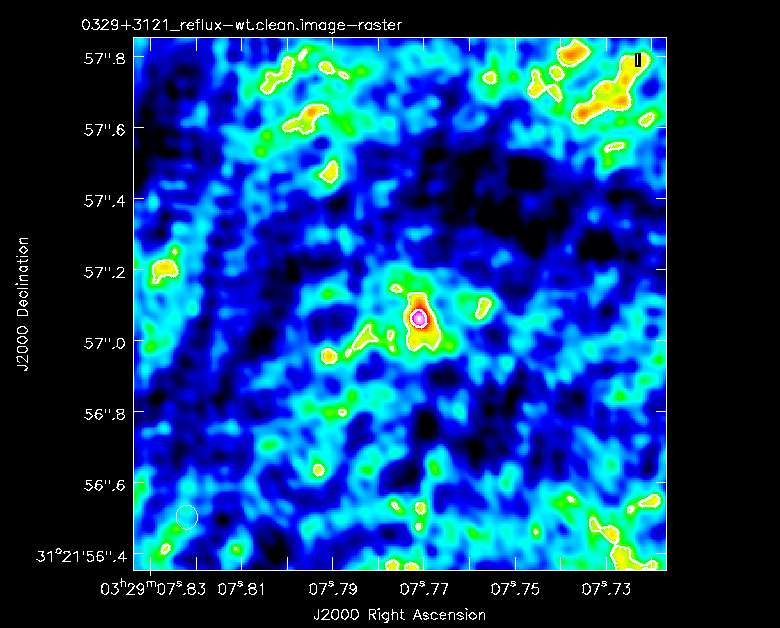 0329+3121_reflux-wt.clean.image-raster
57".8
57".6
57".4
57".2
57".0
56".8
56".6
31°21'56".4
J2000 Declination
03h29m07s.83 07s.81 07s.79 07s.77 07s.75 07s.73
J2000 Right Ascension